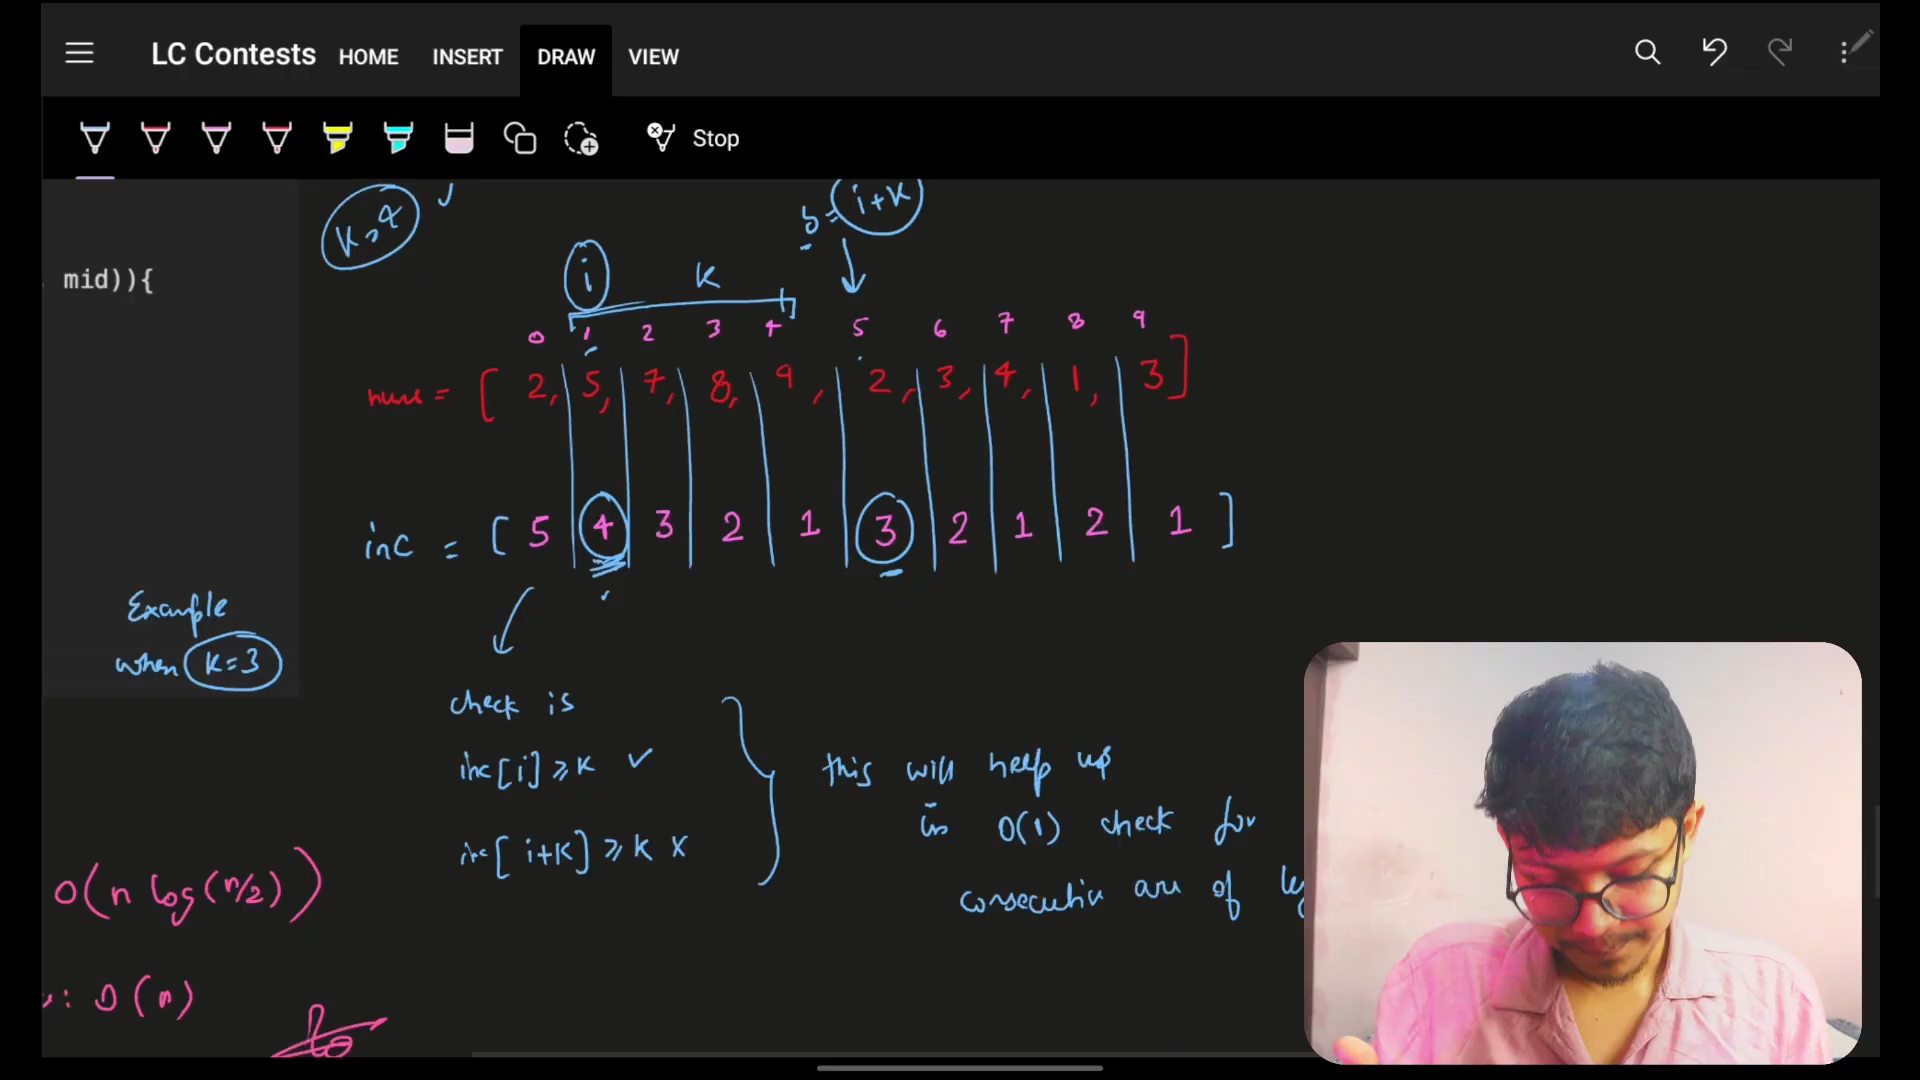 LC Contests HOME INSERT DRAW VIEW
Stop
K=4
b = i+K
mid)){
i K
0 1 2 3 4 5 6 7 8 9
nums = [ 2, 5, 7, 8, 9, 2, 3, 4, 1, 3 ]
inc = [ 5 4 3 2 1 3 2 1 2 1 ]
Example
when K=3
check is
inc[i] ≥ K ✓
inc[i+K] ≥ K X
this will help us
in O(1) check for
consecutive arr of
O(n log(n/2))
: O(n)